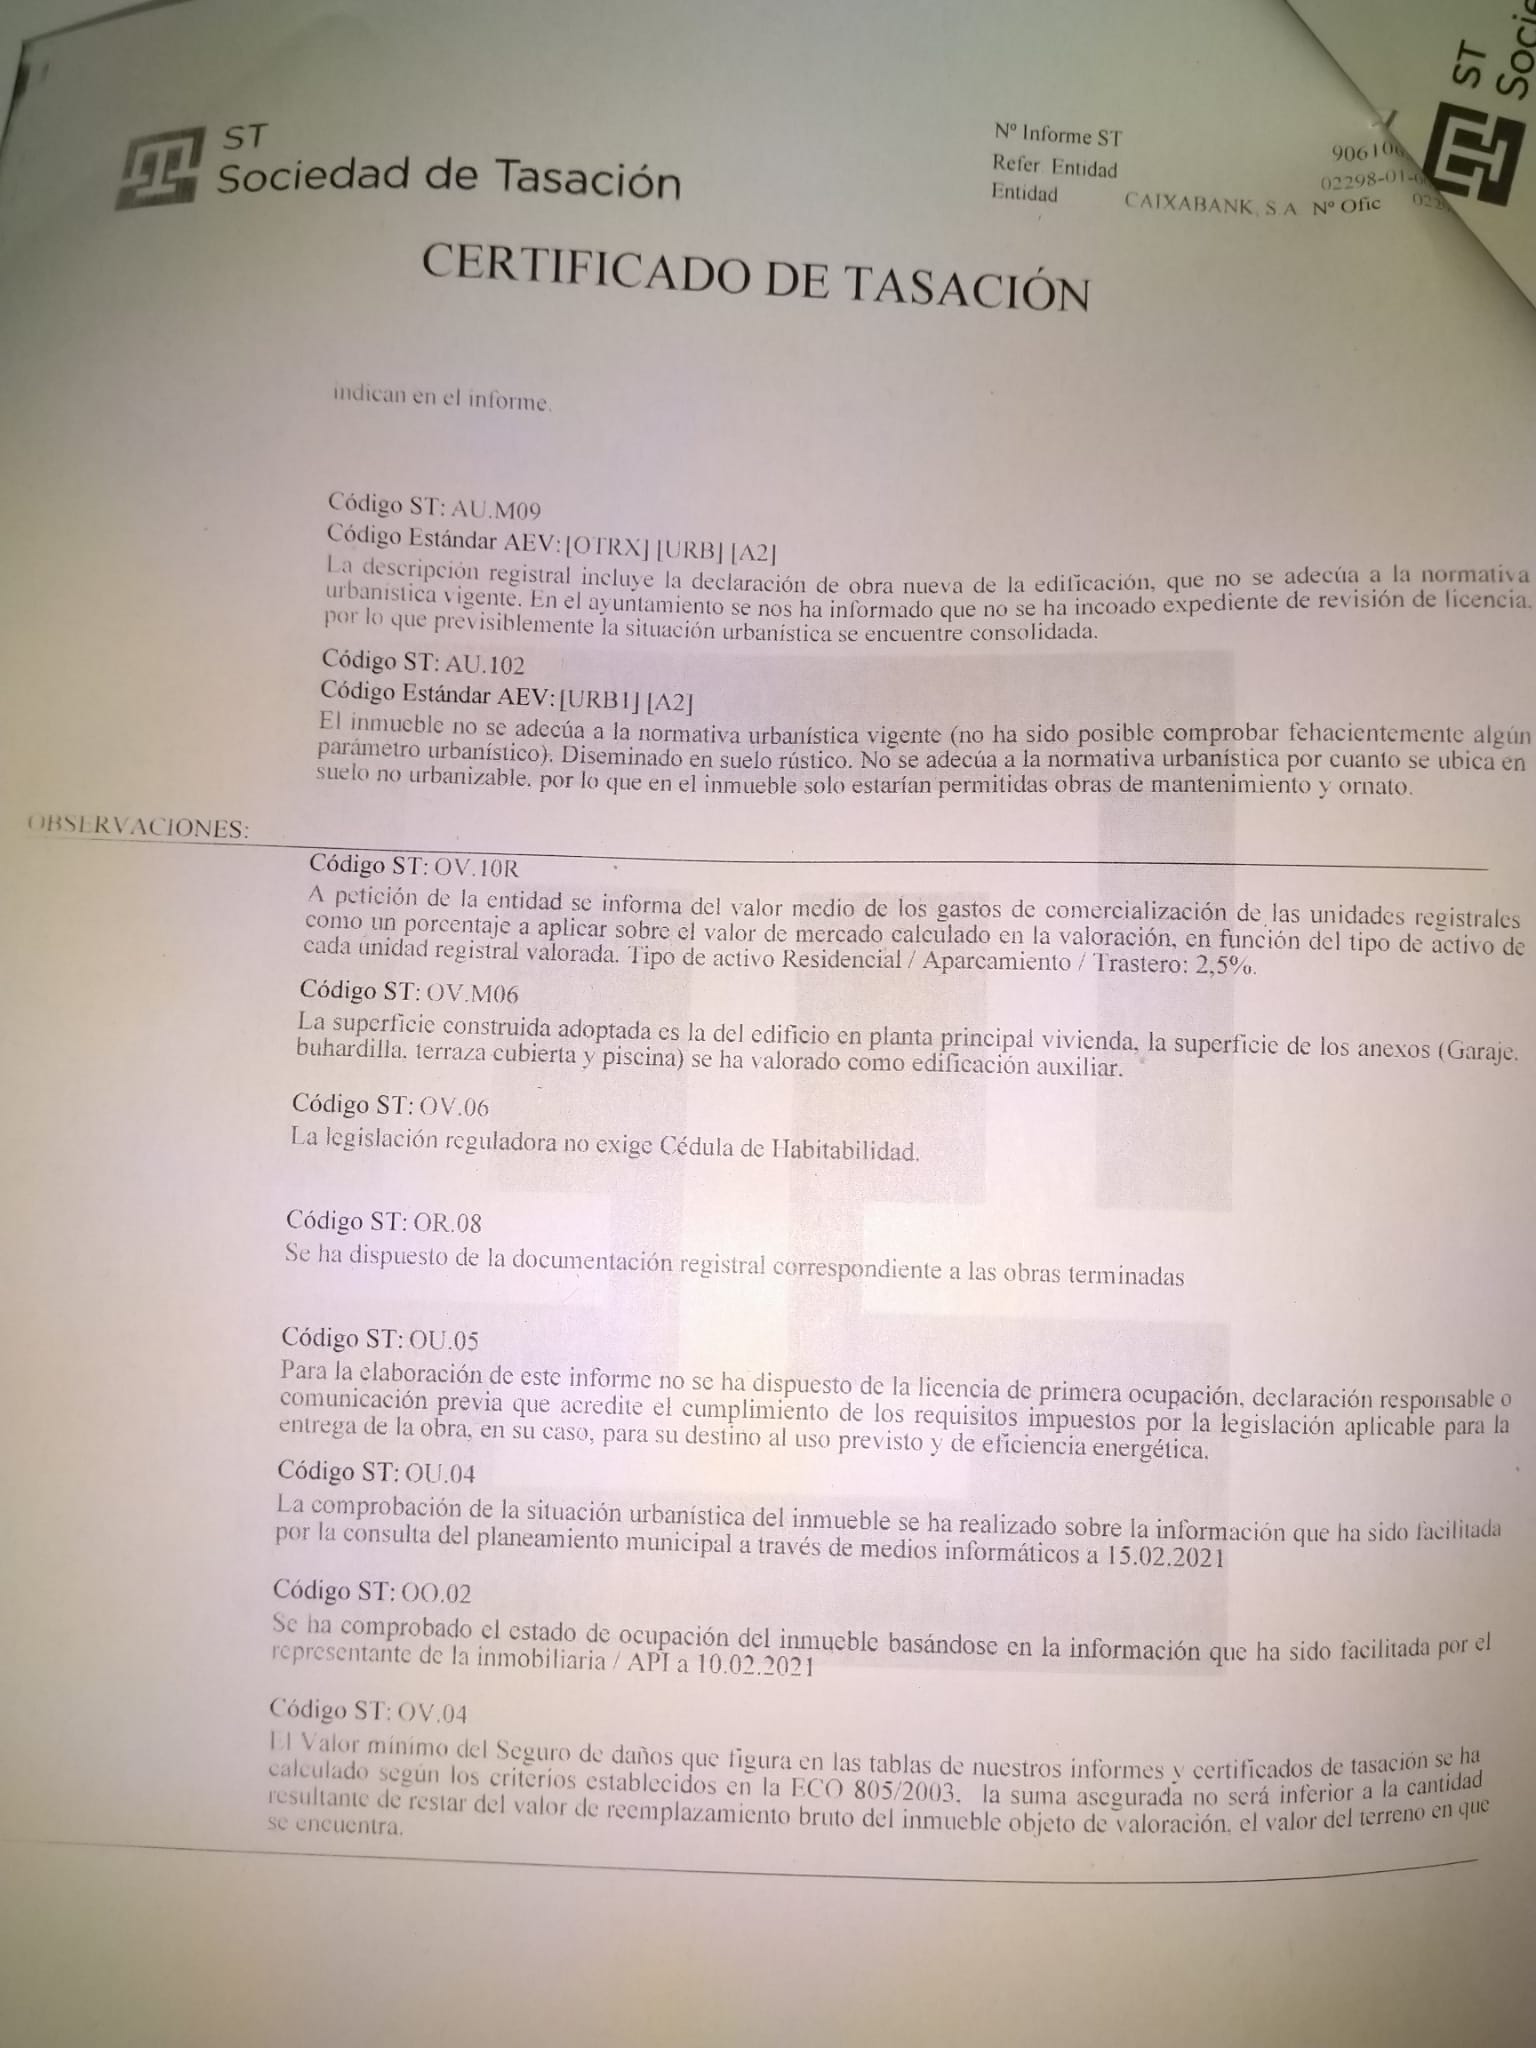 ST
Sociedad de Tasación
ST
Nº Informe ST
Refer. Entidad
02298-01-
Entidad CAIXABANK, S.A. Nº Ofic
CERTIFICADO DE TASACIÓN
indican en el informe.
Código ST: AU.M09
Código Estándar AEV: [OTRX] [URB] [A2]
La descripción registral incluye la declaración de obra nueva de la edificación, que no se adecúa a la normativa
urbanística vigente. En el ayuntamiento se nos ha informado que no se ha incoado expediente de revisión de licencia,
por lo que previsiblemente la situación urbanística se encuentre consolidada.
Código ST: AU.102
Código Estándar AEV: [URB1] [A2]
El inmueble no se adecúa a la normativa urbanística vigente (no ha sido posible comprobar fehacientemente algún
parámetro urbanístico). Diseminado en suelo rústico. No se adecúa a la normativa urbanística por cuanto se ubica en
suelo no urbanizable, por lo que en el inmueble solo estarían permitidas obras de mantenimiento y ornato.
OBSERVACIONES:
Código ST: OV.10R
A petición de la entidad se informa del valor medio de los gastos de comercialización de las unidades registrales
como un porcentaje a aplicar sobre el valor de mercado calculado en la valoración, en función del tipo de activo de
cada unidad registral valorada. Tipo de activo Residencial / Aparcamiento / Trastero: 2,5%.
Código ST: OV.M06
La superficie construida adoptada es la del edificio en planta principal vivienda, la superficie de los anexos (Garaje,
buhardilla, terraza cubierta y piscina) se ha valorado como edificación auxiliar.
Código ST: OV.06
La legislación reguladora no exige Cédula de Habitabilidad.
Código ST: OR.08
Se ha dispuesto de la documentación registral correspondiente a las obras terminadas
Código ST: OU.05
Para la elaboración de este informe no se ha dispuesto de la licencia de primera ocupación, declaración responsable o
comunicación previa que acredite el cumplimiento de los requisitos impuestos por la legislación aplicable para la
entrega de la obra, en su caso, para su destino al uso previsto y de eficiencia energética.
Código ST: OU.04
La comprobación de la situación urbanística del inmueble se ha realizado sobre la información que ha sido facilitada
por la consulta del planeamiento municipal a través de medios informáticos a 15.02.2021
Código ST: OO.02
Se ha comprobado el estado de ocupación del inmueble basándose en la información que ha sido facilitada por el
representante de la inmobiliaria / API a 10.02.2021
Código ST: OV.04
El Valor mínimo del Seguro de daños que figura en las tablas de nuestros informes y certificados de tasación se ha
calculado según los criterios establecidos en la ECO 805/2003, la suma asegurada no será inferior a la cantidad
resultante de restar del valor de reemplazamiento bruto del inmueble objeto de valoración, el valor del terreno en que
se encuentra.